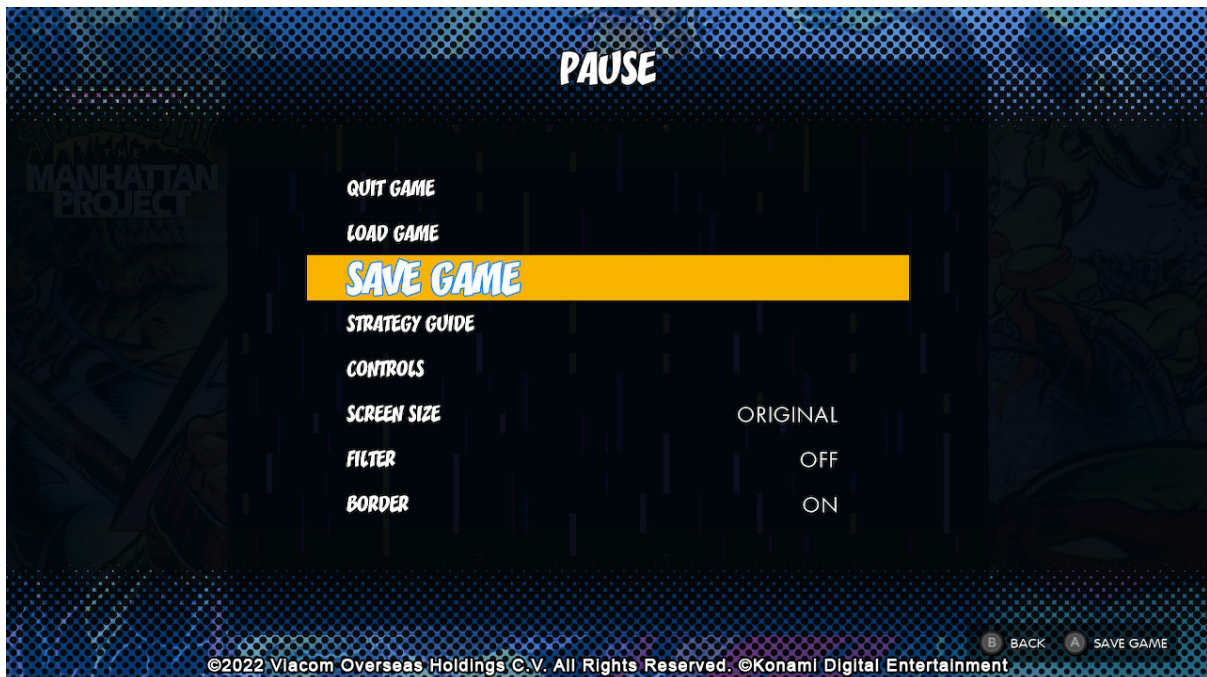 PAUSE
THE
MANHATTAN
PROJECT
QUIT GAME
LOAD GAME
SAVE GAME
STRATEGY GUIDE
CONTROLS
SCREEN SIZE ORIGINAL
FILTER OFF
BORDER ON
B BACK A SAVE GAME
©2022 Viacom Overseas Holdings C.V. All Rights Reserved. ©Konami Digital Entertainment